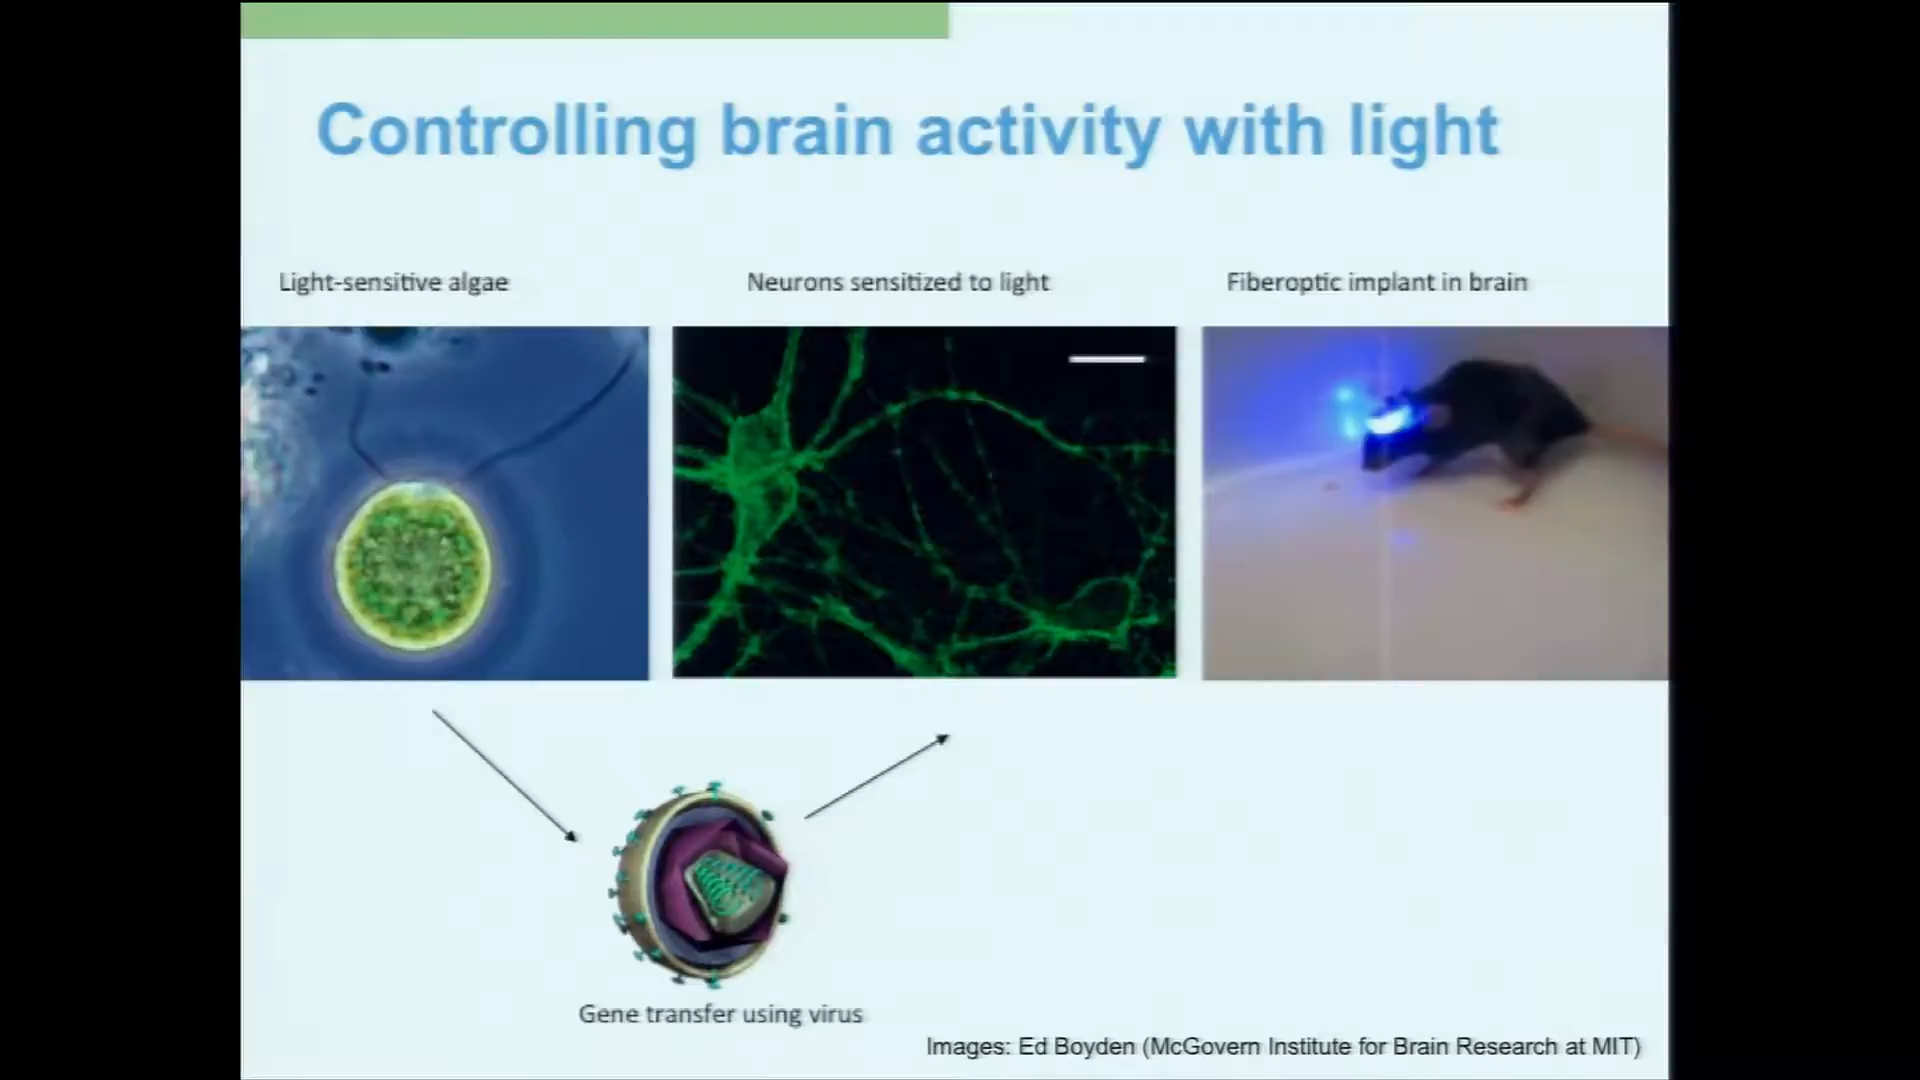 Controlling brain activity with light
Light-sensitive algae
Neurons sensitized to light
Fiberoptic implant in brain
Gene transfer using virus
Images: Ed Boyden (McGovern Institute for Brain Research at MIT)